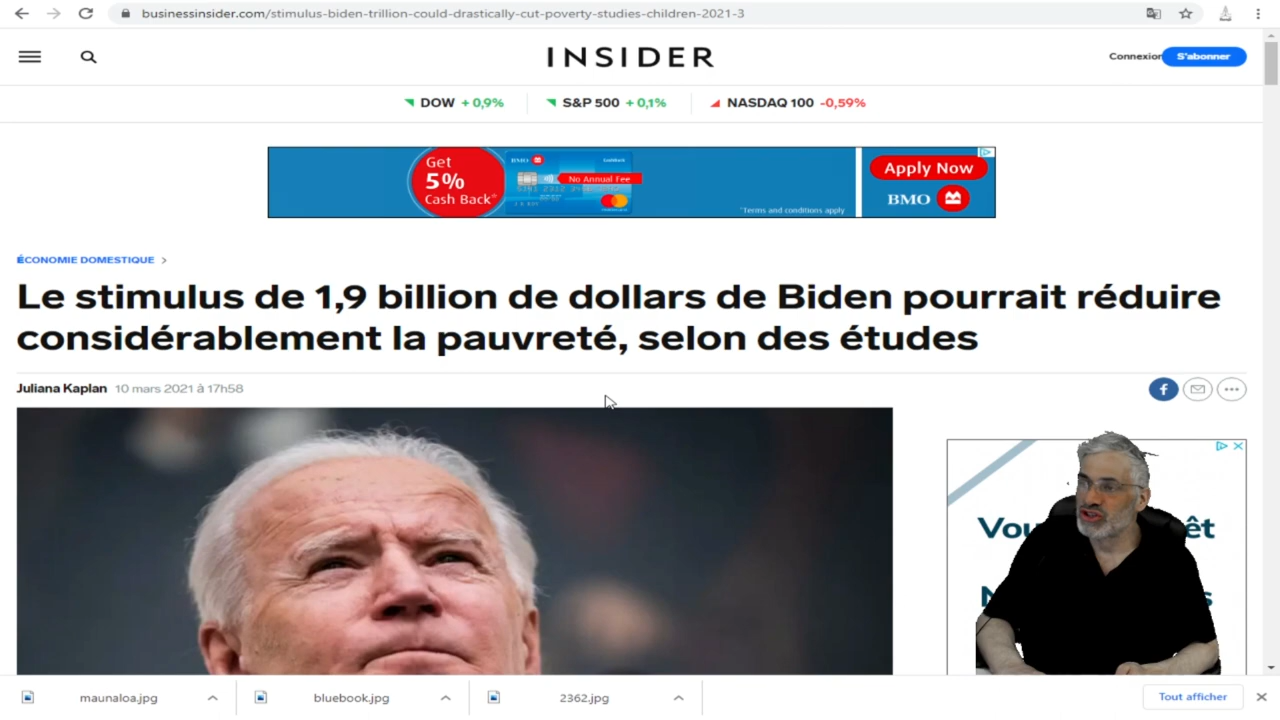 businessinsider.com/stimulus-biden-trillion-could-drastically-cut-poverty-studies-children-2021-3
INSIDER
Connexion
S'abonner
DOW +0,9%
S&P 500 +0,1%
NASDAQ 100 -0,59%
Get
5%
Cash Back*
BMO
CashBack
No Annual Fee
*Terms and conditions apply
Apply Now
BMO
ÉCONOMIE DOMESTIQUE >
Le stimulus de 1,9 billion de dollars de Biden pourrait réduire
considérablement la pauvreté, selon des études
Juliana Kaplan 10 mars 2021 à 17h58
f
Vou
êt
N
s
maunaloa.jpg
bluebook.jpg
2362.jpg
Tout afficher